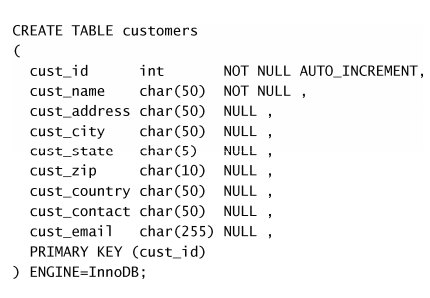 CREATE TABLE customers
(
  cust_id      int       NOT NULL AUTO_INCREMENT,
  cust_name    char(50)  NOT NULL ,
  cust_address char(50)  NULL ,
  cust_city    char(50)  NULL ,
  cust_state   char(5)   NULL ,
  cust_zip     char(10)  NULL ,
  cust_country char(50)  NULL ,
  cust_contact char(50)  NULL ,
  cust_email   char(255) NULL ,
  PRIMARY KEY (cust_id)
) ENGINE=InnoDB;